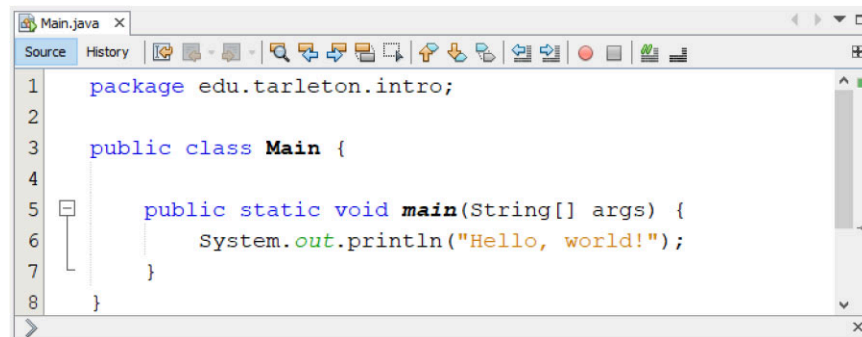 Main.java
Source History
1 package edu.tarleton.intro;
2
3 public class Main {
4
5 public static void main(String[] args) {
6 System.out.println("Hello, world!");
7 }
8 }